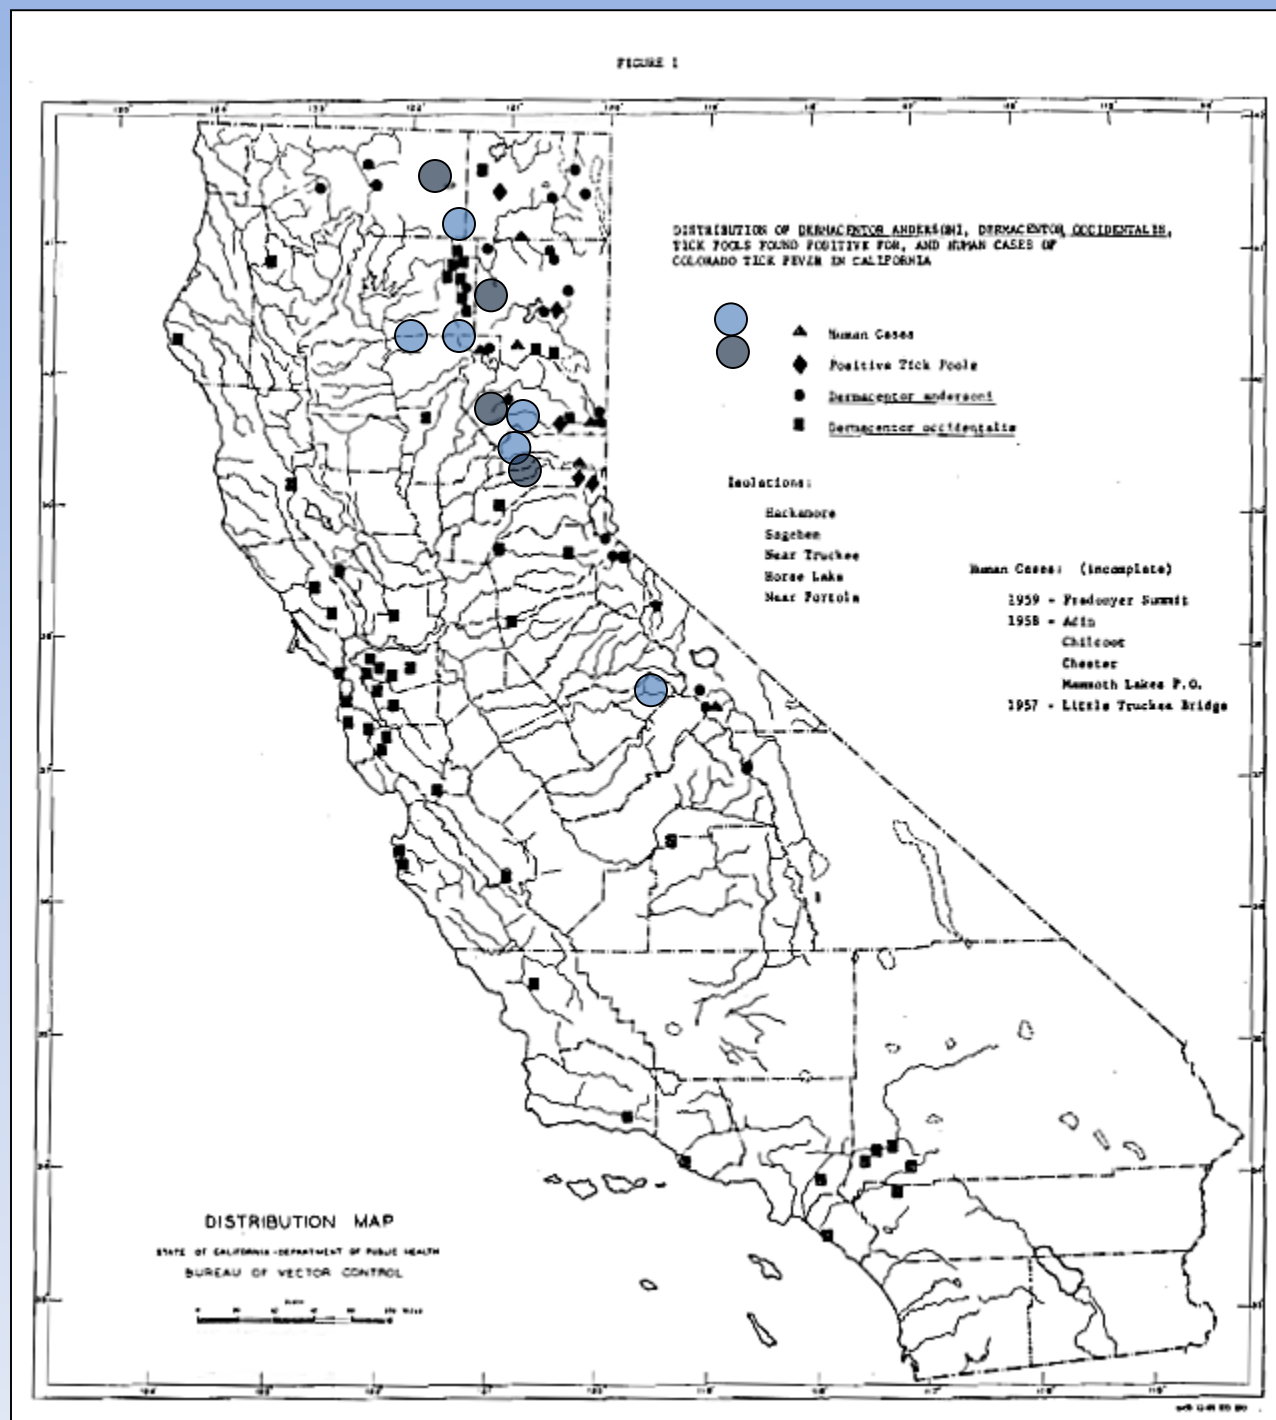 FIGURE 1
DISTRIBUTION OF DERMACENTOR ANDERSONI, DERMACENTOR OCCIDENTALIS,
TICK POOLS FOUND POSITIVE FOR, AND HUMAN CASES OF
COLORADO TICK FEVER IN CALIFORNIA
Human Cases
Positive Tick Pools
Dermacentor andersoni
Dermacentor occidentalis
Isolations:
Hackamore
Sagehen
Near Truckee
Horse Lake
Near Portola
Human Cases: (incomplete)
1959 - Fredonyer Summit
1958 - Adin
Chilcoot
Chester
Mammoth Lakes P.O.
1957 - Little Truckee Bridge
DISTRIBUTION MAP
STATE OF CALIFORNIA-DEPARTMENT OF PUBLIC HEALTH
BUREAU OF VECTOR CONTROL